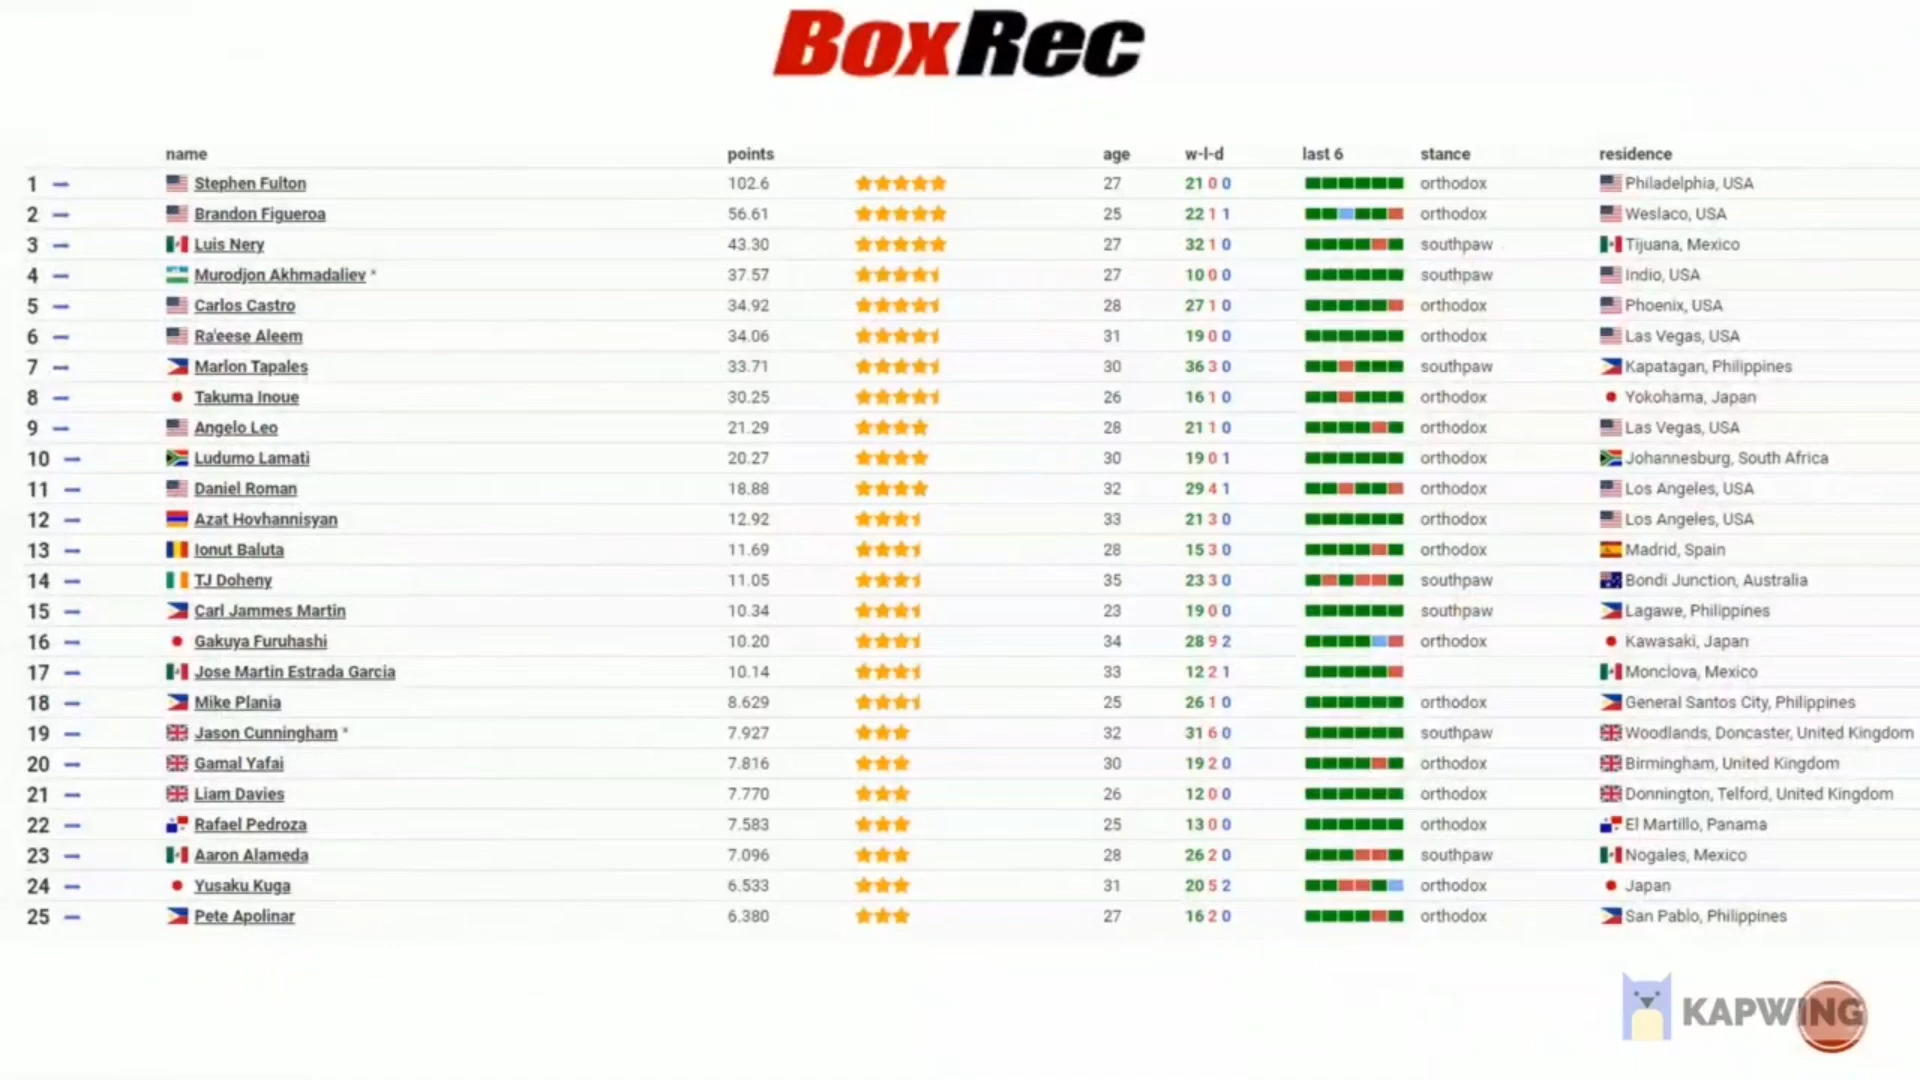 BoxRec
name points age w-l-d last 6 stance residence
1 Stephen Fulton 102.6 27 21 0 0 orthodox Philadelphia, USA
2 Brandon Figueroa 56.61 25 22 1 1 orthodox Weslaco, USA
3 Luis Nery 43.30 27 32 1 0 southpaw Tijuana, Mexico
4 Murodjon Akhmadaliev * 37.57 27 10 0 0 southpaw Indio, USA
5 Carlos Castro 34.92 28 27 1 0 orthodox Phoenix, USA
6 Ra'eese Aleem 34.06 31 19 0 0 orthodox Las Vegas, USA
7 Marlon Tapales 33.71 30 36 3 0 southpaw Kapatagan, Philippines
8 Takuma Inoue 30.25 26 16 1 0 orthodox Yokohama, Japan
9 Angelo Leo 21.29 28 21 1 0 orthodox Las Vegas, USA
10 Ludumo Lamati 20.27 30 19 0 1 orthodox Johannesburg, South Africa
11 Daniel Roman 18.88 32 29 4 1 orthodox Los Angeles, USA
12 Azat Hovhannisyan 12.92 33 21 3 0 orthodox Los Angeles, USA
13 Ionut Baluta 11.69 28 15 3 0 orthodox Madrid, Spain
14 TJ Doheny 11.05 35 23 3 0 southpaw Bondi Junction, Australia
15 Carl Jammes Martin 10.34 23 19 0 0 southpaw Lagawe, Philippines
16 Gakuya Furuhashi 10.20 34 28 9 2 orthodox Kawasaki, Japan
17 Jose Martin Estrada Garcia 10.14 33 12 2 1 Monclova, Mexico
18 Mike Plania 8.629 25 26 1 0 orthodox General Santos City, Philippines
19 Jason Cunningham * 7.927 32 31 6 0 southpaw Woodlands, Doncaster, United Kingdom
20 Gamal Yafai 7.816 30 19 2 0 orthodox Birmingham, United Kingdom
21 Liam Davies 7.770 26 12 0 0 orthodox Donnington, Telford, United Kingdom
22 Rafael Pedroza 7.583 25 13 0 0 orthodox El Martillo, Panama
23 Aaron Alameda 7.096 28 26 2 0 southpaw Nogales, Mexico
24 Yusaku Kuga 6.533 31 20 5 2 orthodox Japan
25 Pete Apolinar 6.380 27 16 2 0 orthodox San Pablo, Philippines
KAPWING